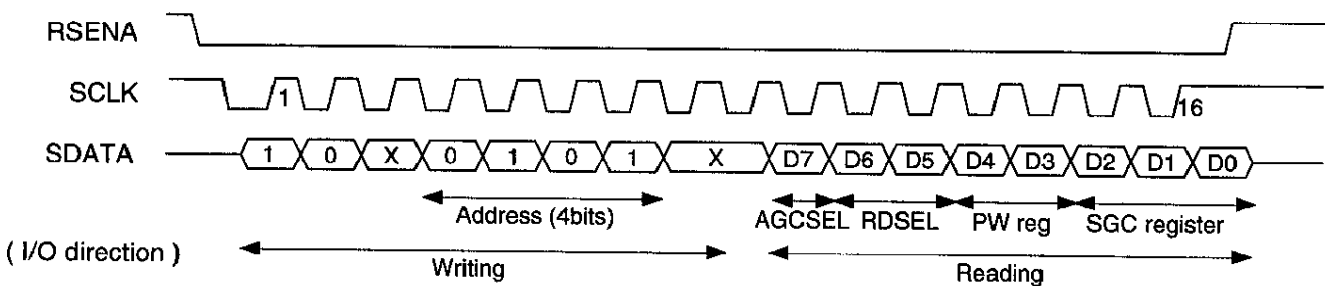 RSENA
SCLK 1 16
SDATA 1 0 X 0 1 0 1 X D7 D6 D5 D4 D3 D2 D1 D0
Address (4bits) AGCSEL RDSEL PW reg SGC register
( I/O direction ) Writing Reading